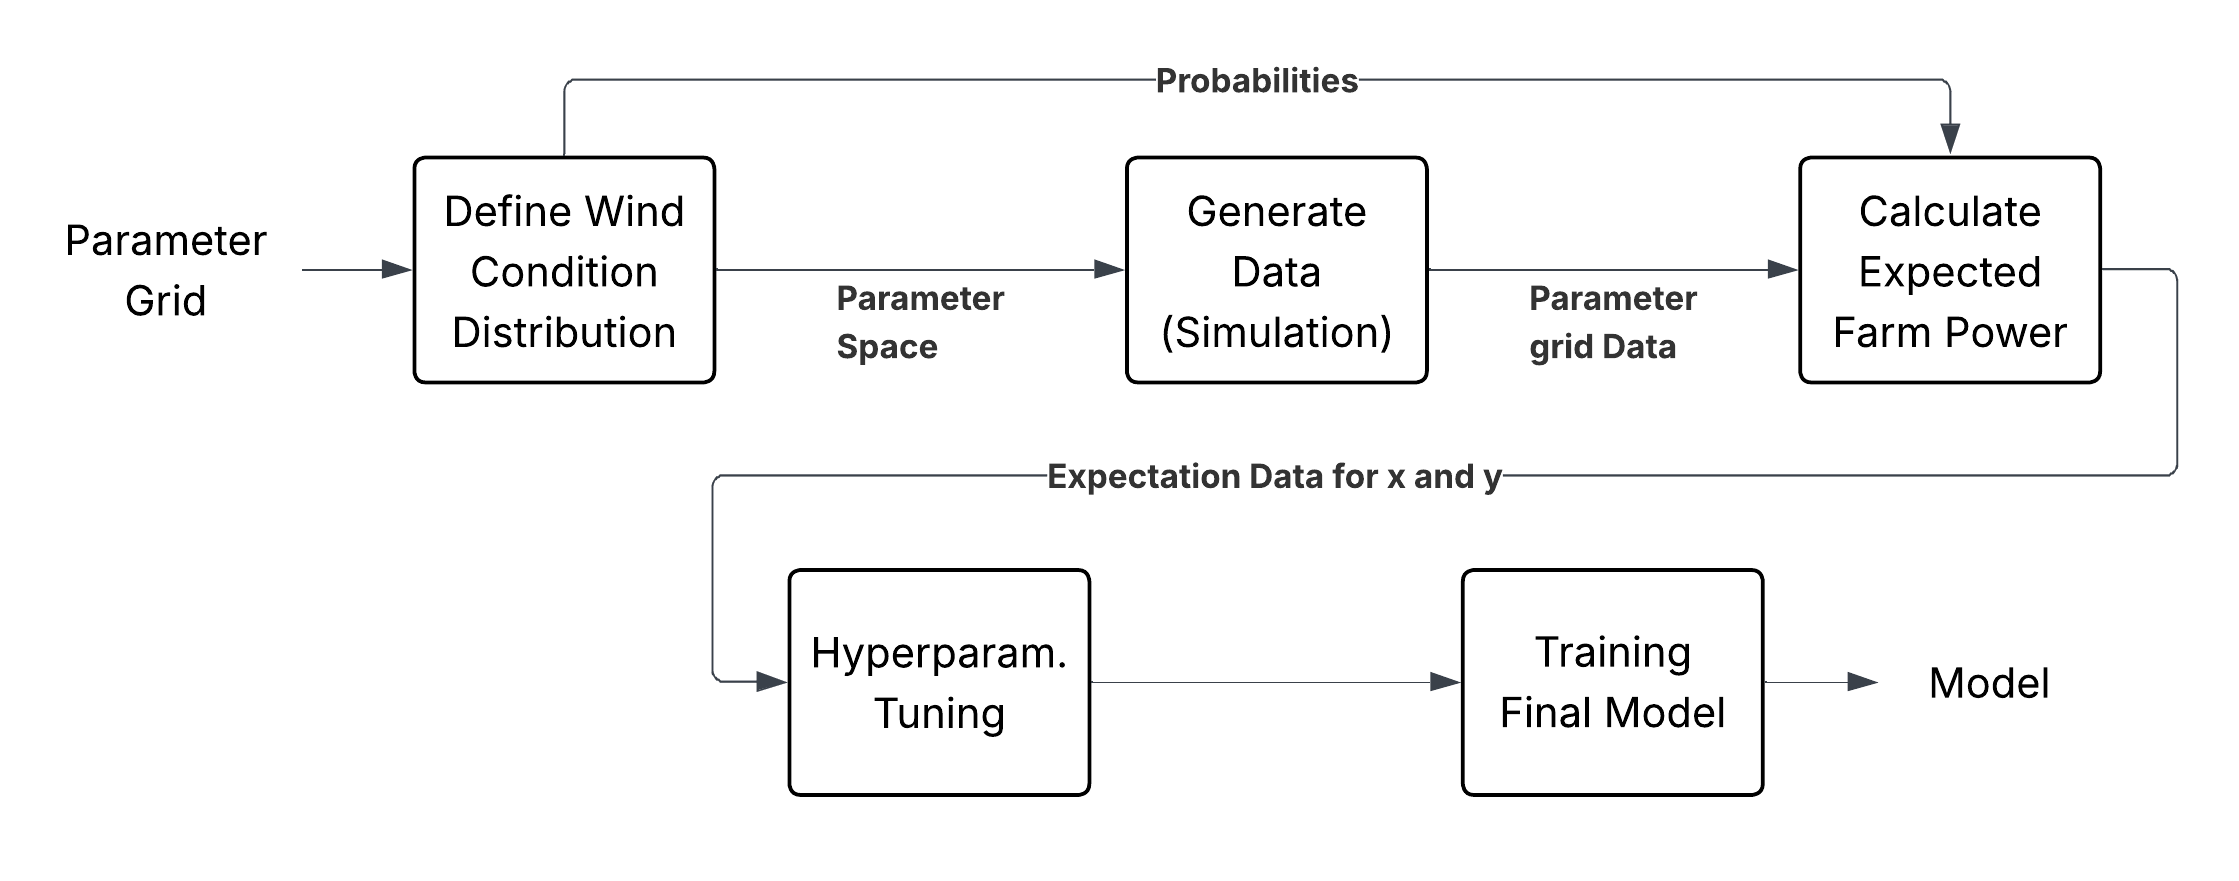 Probabilities
Parameter
Grid
Define Wind
Condition
Distribution
Parameter
Space
Generate
Data
(Simulation)
Parameter
grid Data
Calculate
Expected
Farm Power
Expectation Data for x and y
Hyperparam.
Tuning
Training
Final Model
Model